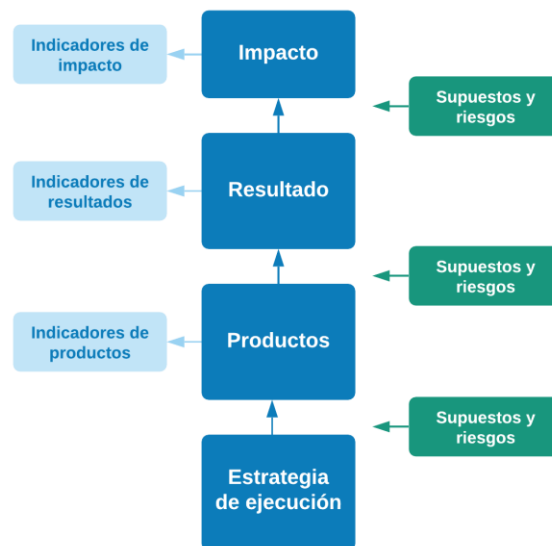 Indicadores de
impacto
Impacto
Supuestos y
riesgos
Indicadores de
resultados
Resultado
Supuestos y
riesgos
Indicadores de
productos
Productos
Supuestos y
riesgos
Estrategia
de ejecución